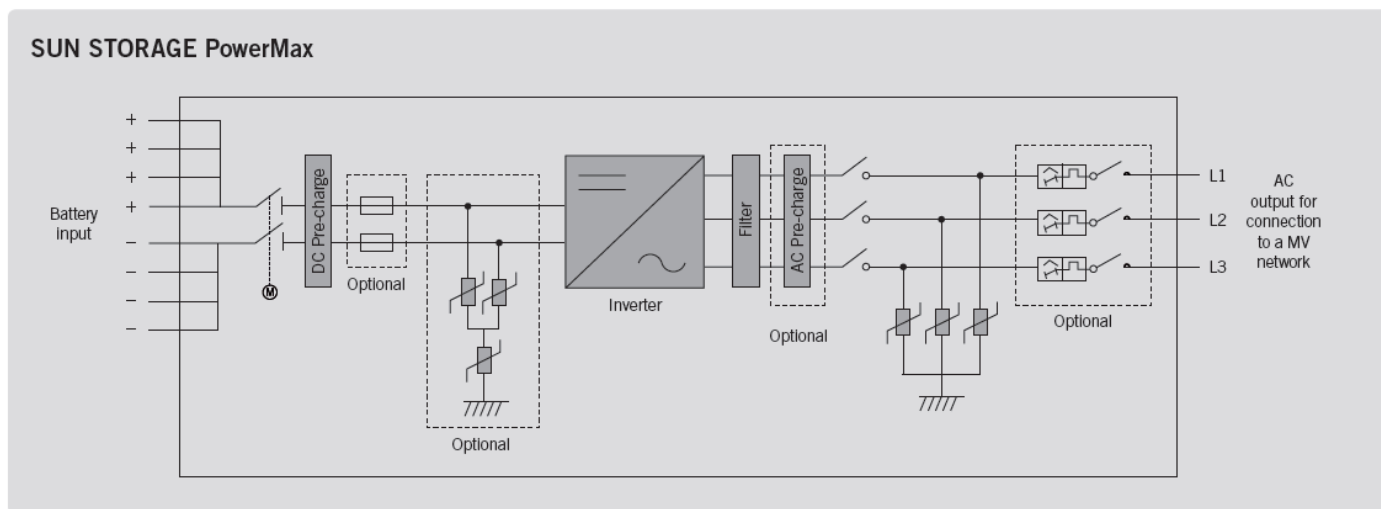 SUN STORAGE PowerMax
+
+
+
+
−
−
−
−
Battery
input
M
DC Pre-charge
Optional
Optional
Inverter
Filter
AC Pre-charge
Optional
Optional
L1
L2
L3
AC
output for
connection
to a MV
network